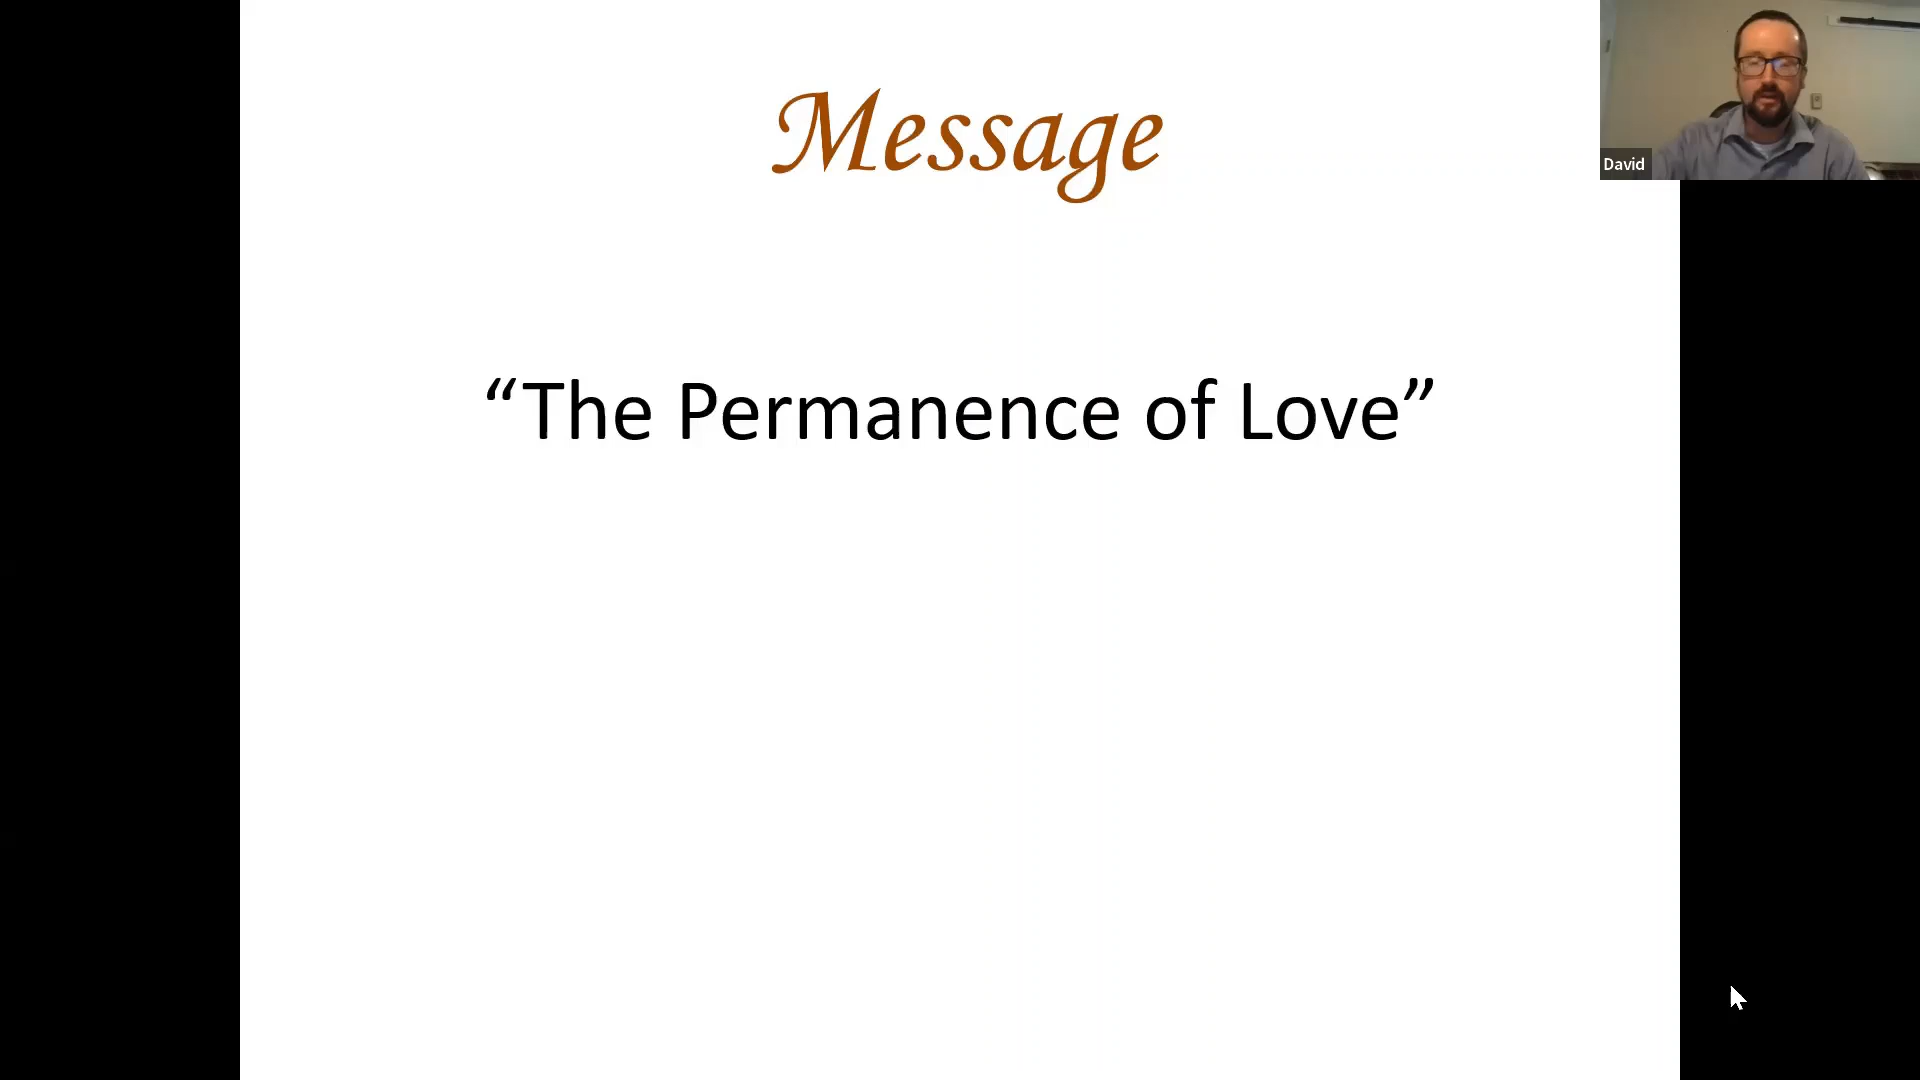 Message
David
“The Permanence of Love”